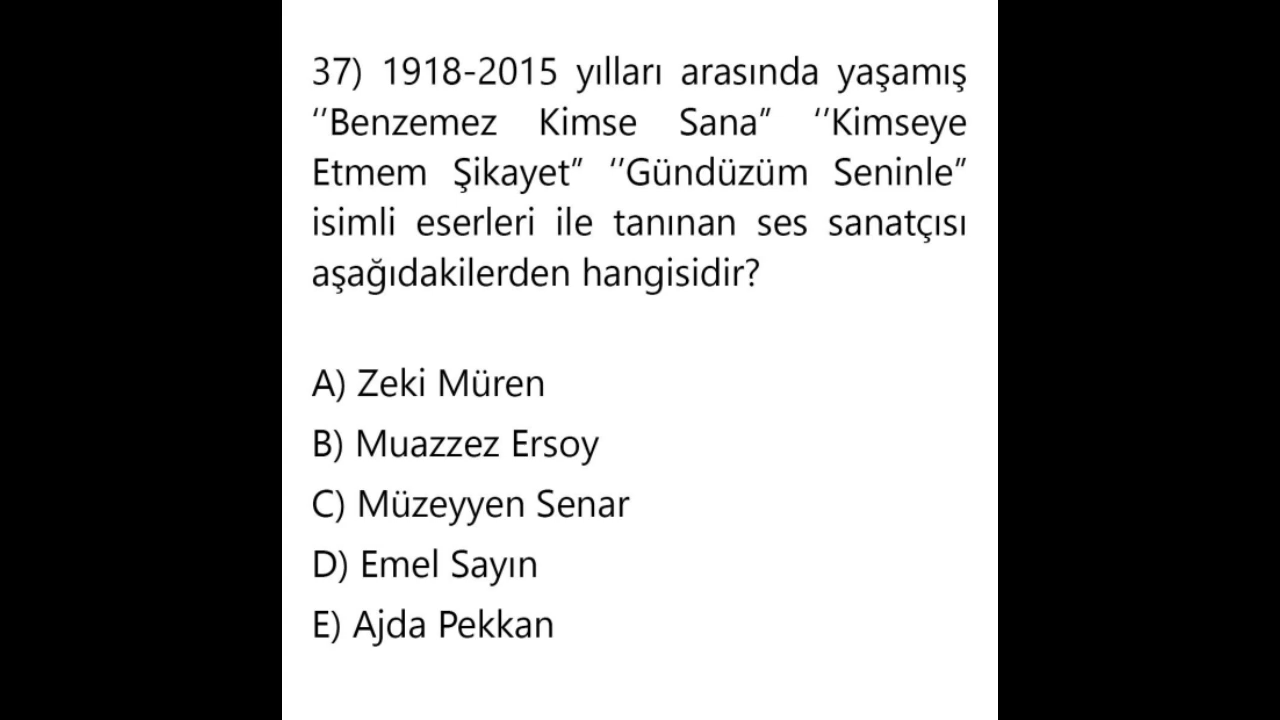 37) 1918-2015 yılları arasında yaşamış
‘’Benzemez Kimse Sana” ‘’Kimseye
Etmem Şikayet” ‘’Gündüzüm Seninle”
isimli eserleri ile tanınan ses sanatçısı
aşağıdakilerden hangisidir?
A) Zeki Müren
B) Muazzez Ersoy
C) Müzeyyen Senar
D) Emel Sayın
E) Ajda Pekkan